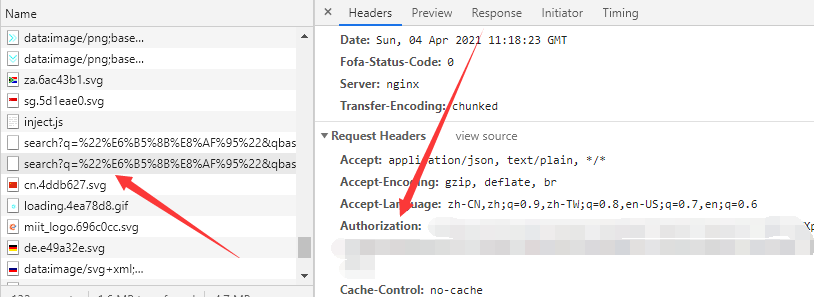 Name
data:image/png;base...
data:image/png;base...
za.6ac43b1.svg
sg.5d1eae0.svg
inject.js
search?q=%22%E6%B5%8B%E8%AF%95%22&qbas
search?q=%22%E6%B5%8B%E8%AF%95%22&qbas
cn.4ddb627.svg
loading.4ea78d8.gif
miit_logo.696c0cc.svg
de.e49a32e.svg
data:image/svg+xml;...
Headers Preview Response Initiator Timing
Date: Sun, 04 Apr 2021 11:18:23 GMT
Fofa-Status-Code: 0
Server: nginx
Transfer-Encoding: chunked
Request Headers view source
Accept: application/json, text/plain, */*
Accept-Encoding: gzip, deflate, br
Accept-Language: zh-CN,zh;q=0.9,zh-TW;q=0.8,en-US;q=0.7,en;q=0.6
Authorization: Xp
Cache-Control: no-cache